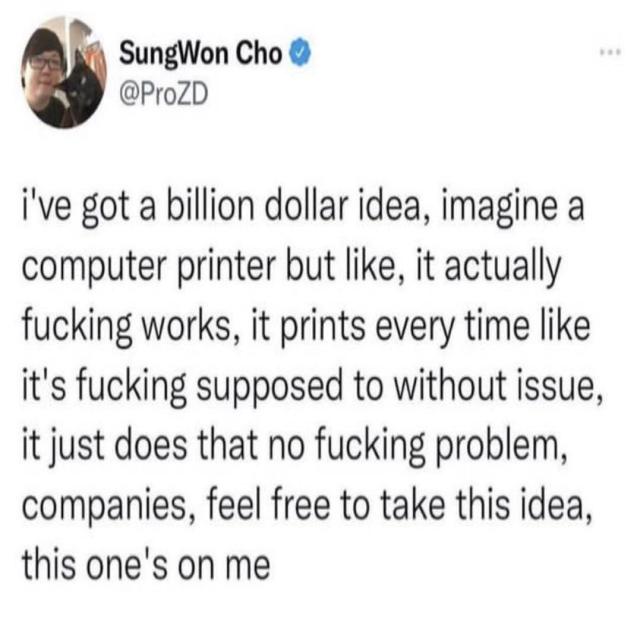 SungWon Cho
@ProZD
i've got a billion dollar idea, imagine a
computer printer but like, it actually
fucking works, it prints every time like
it's fucking supposed to without issue,
it just does that no fucking problem,
companies, feel free to take this idea,
this one's on me